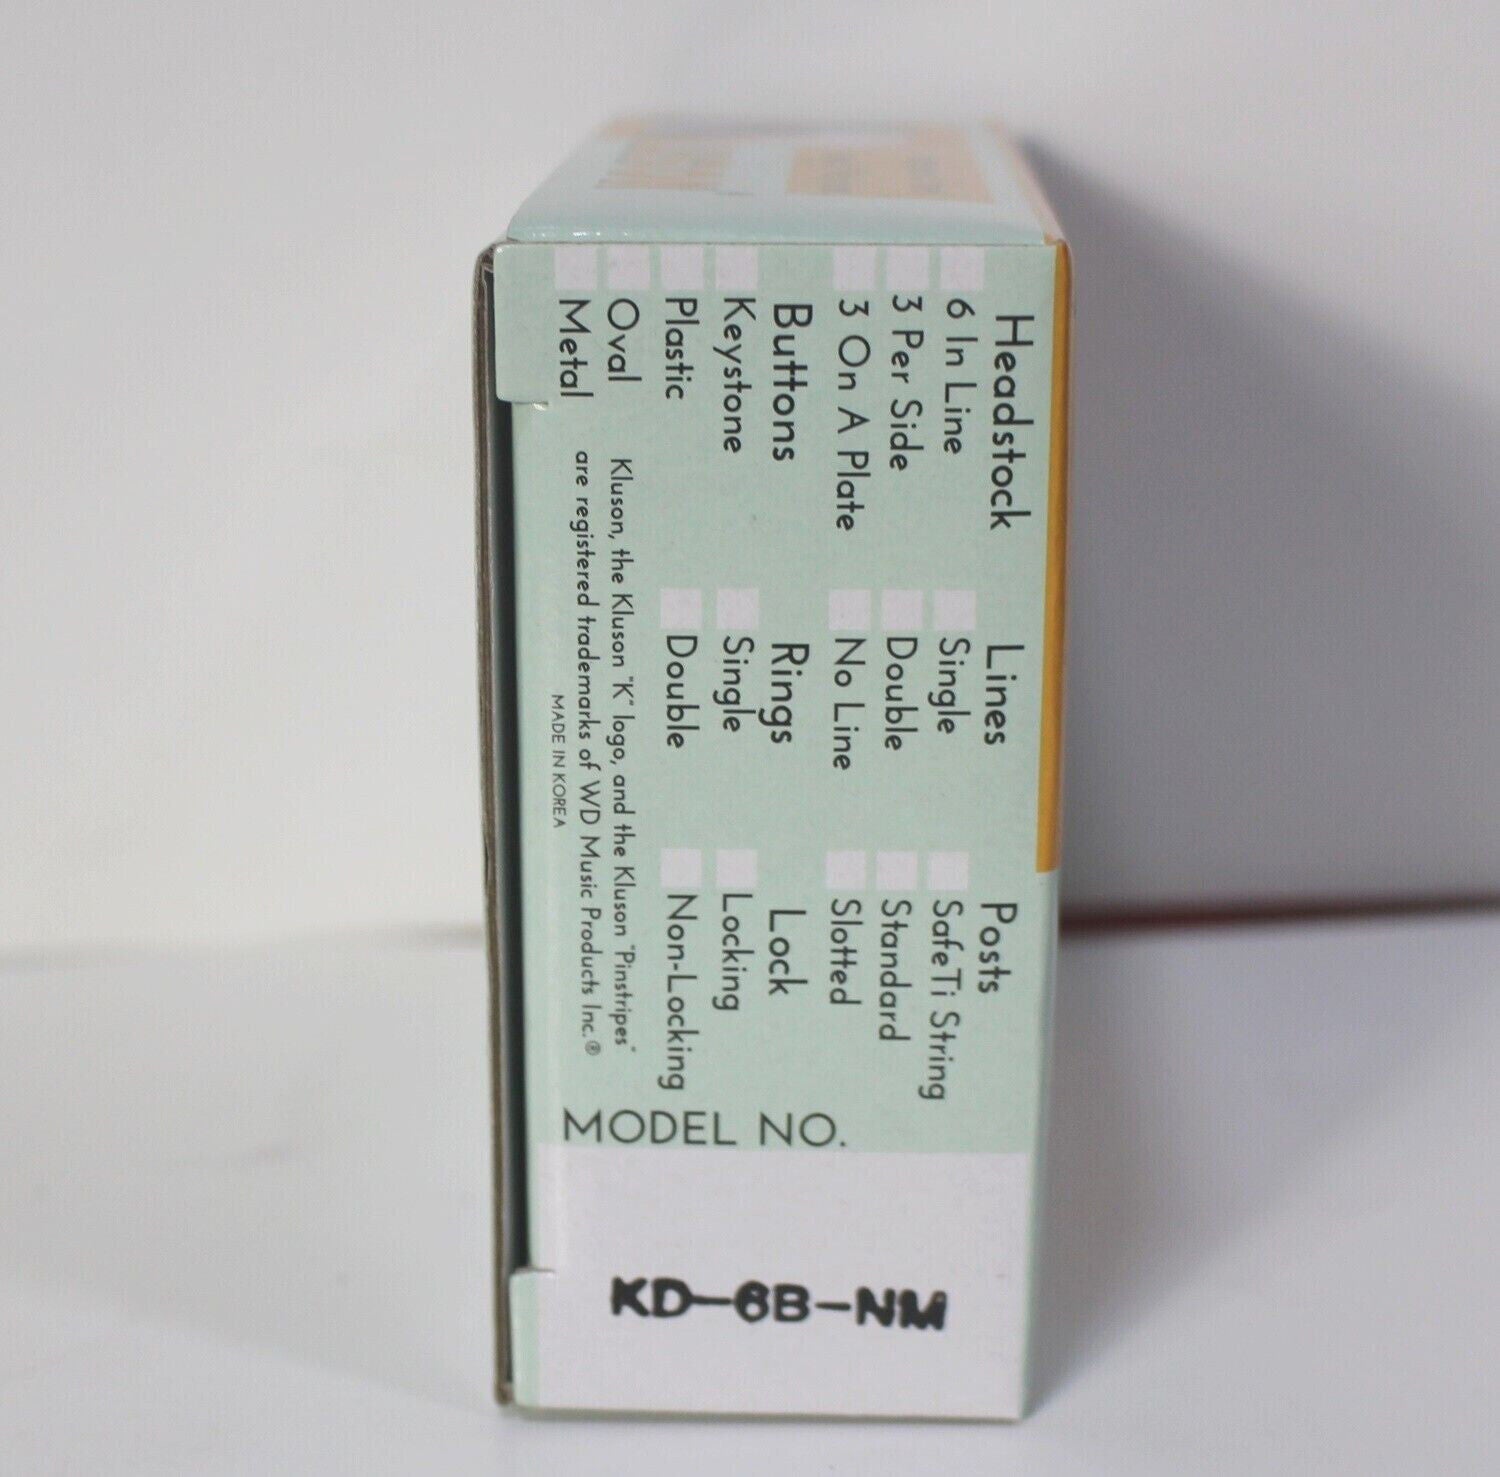 Headstock
6 In Line
3 Per Side
3 On A Plate
Lines
Single
Double
No Line
Posts
SafeTi String
Standard
Slotted
Buttons
Keystone
Plastic
Oval
Metal
Rings
Single
Double
Lock
Locking
Non-Locking
Kluson, the Kluson "K" logo, and the Kluson "Pinstripes"
are registered trademarks of WD Music Products Inc.®
MADE IN KOREA
MODEL NO.
KD-6B-NM